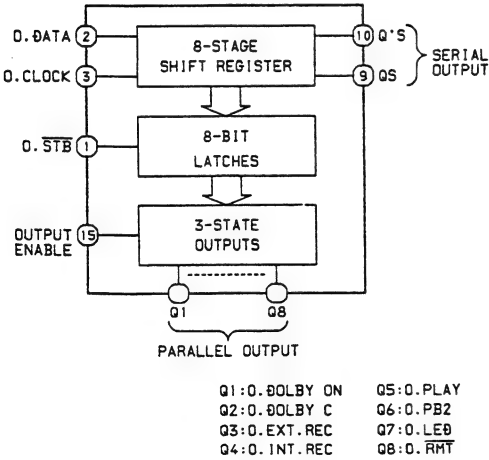 O.DATA 2
8-STAGE
SHIFT REGISTER
10 Q'S
9 QS
SERIAL
OUTPUT
O.CLOCK 3
O.STB 1
8-BIT
LATCHES
OUTPUT
ENABLE
15
3-STATE
OUTPUTS
Q1 Q8
PARALLEL OUTPUT
Q1:O.DOLBY ON Q5:O.PLAY
Q2:O.DOLBY C Q6:O.PB2
Q3:O.EXT.REC Q7:O.LED
Q4:O.INT.REC Q8:O.RMT